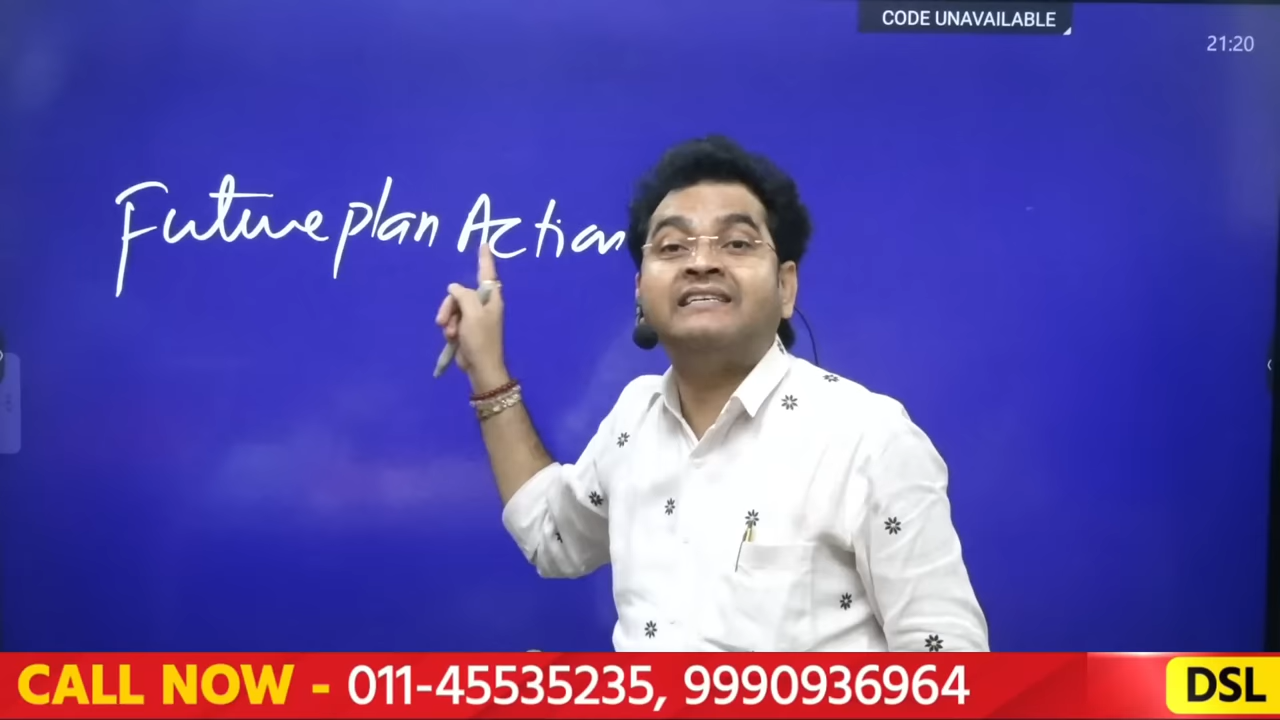 CODE UNAVAILABLE
21:20
Future plan Action
CALL NOW - 011-45535235, 9990936964
DSL